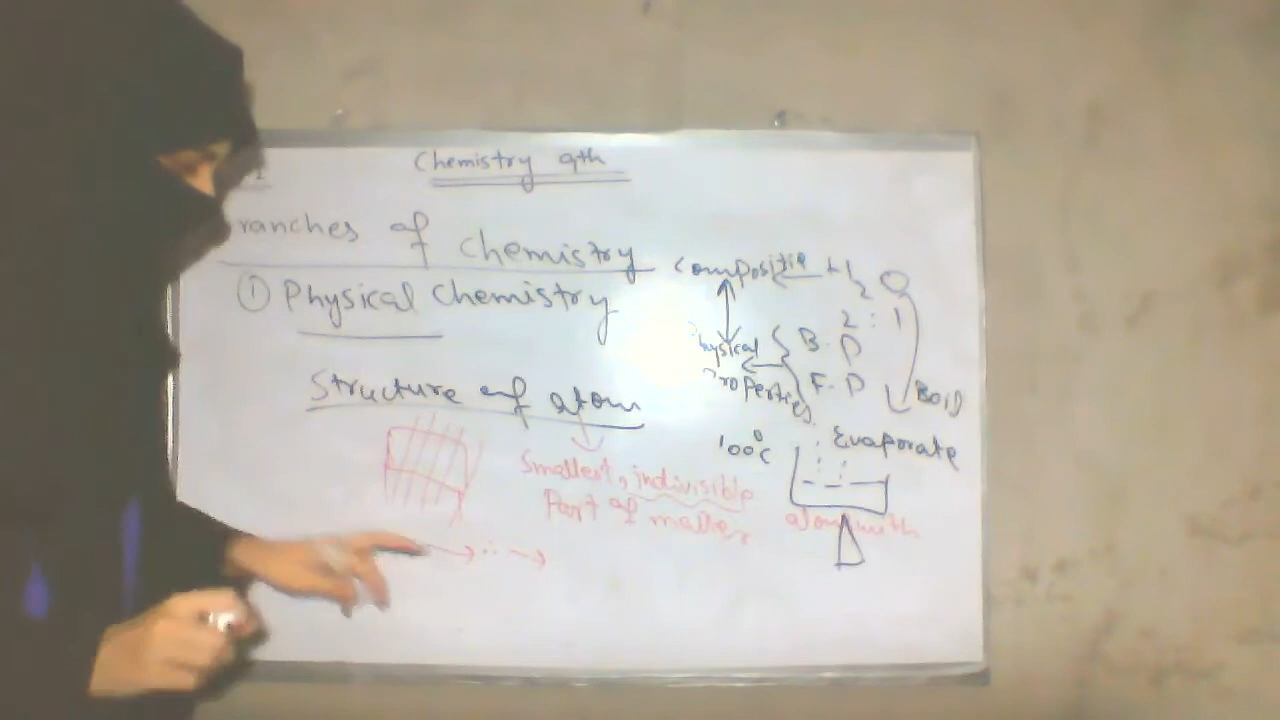 Chemistry 9th
ranches of chemistry
① Physical Chemistry
Structure of atom
Smallest, indivisible
Part of matter
H2O
2 : 1
Physical
Properties
B. P
F. P
Boil
100°C
Evaporate